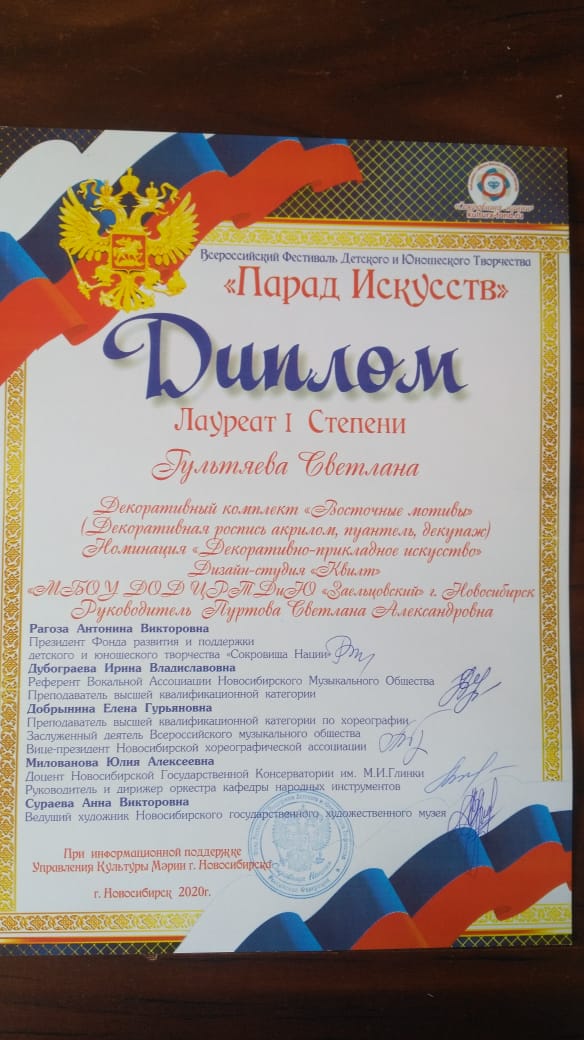 «Сокровища Нации»
kulturafond.ru
Всероссийский Фестиваль Детского и Юношеского Творчества
«Парад Искусств»
Диплом
Лауреат I Степени
Гультяева Светлана
Декоративный комплект «Восточные мотивы»
(Декоративная роспись акрилом, пуантель, декупаж)
Номинация «Декоративно-прикладное искусство»
Дизайн-студия «Квилт»
«МБОУ ДОД ЦРТДиЮ «Заельцовский» г. Новосибирск
Руководитель Пуртова Светлана Александровна
Рагоза Антонина Викторовна
Президент Фонда развития и поддержки
детского и юношеского творчества «Сокровища Нации»
Дубограева Ирина Владиславовна
Референт Вокальной Ассоциации Новосибирского Музыкального Общества
Преподаватель высшей квалификационной категории
Добрынина Елена Гурьяновна
Преподаватель высшей квалификационной категории по хореографии
Заслуженный деятель Всероссийского музыкального общества
Вице-президент Новосибирской хореографической ассоциации
Милованова Юлия Алексеевна
Доцент Новосибирской Государственной Консерватории им. М.И.Глинки
Руководитель и дирижер оркестра кафедры народных инструментов
Сураева Анна Викторовна
Ведущий художник Новосибирского государственного художественного музея
При информационной поддержке
Управления Культуры Мэрии г. Новосибирска
г. Новосибирск 2020г.